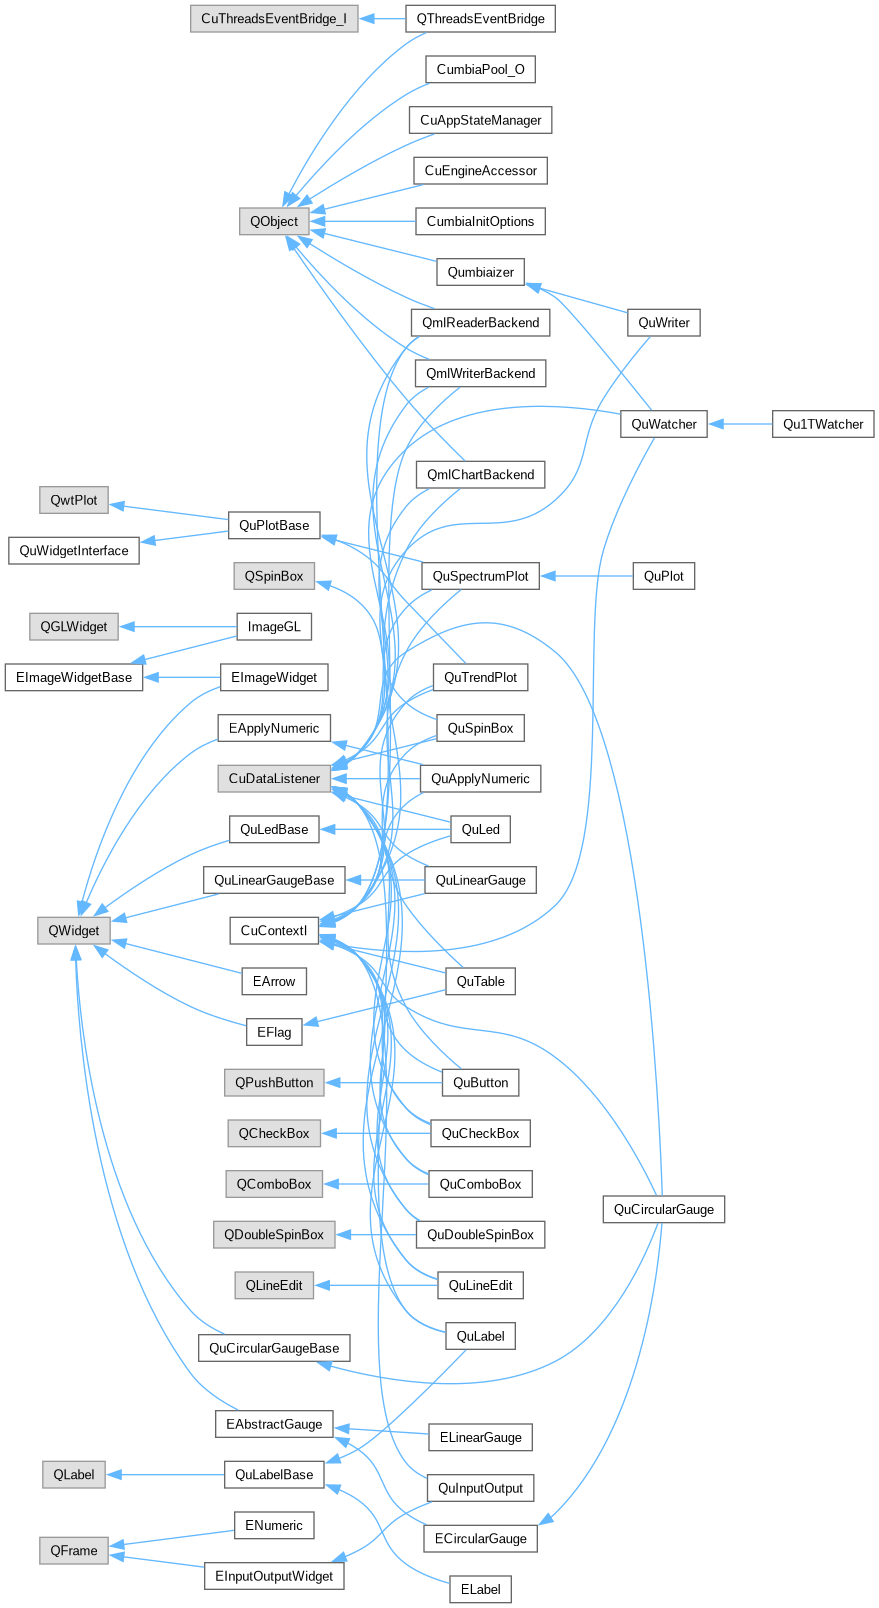 CuThreadsEventBridge_I
QThreadsEventBridge
CumbiaPool_O
CuAppStateManager
CuEngineAccessor
QObject
CumbiaInitOptions
Qumbiaizer
QmlReaderBackend
QuWriter
QmlWriterBackend
QuWatcher
Qu1TWatcher
QmlChartBackend
QwtPlot
QuPlotBase
QuWidgetInterface
QSpinBox
QuSpectrumPlot
QuPlot
QGLWidget
ImageGL
EImageWidgetBase
EImageWidget
QuTrendPlot
EApplyNumeric
QuSpinBox
CuDataListener
QuApplyNumeric
QuLedBase
QuLed
QuLinearGaugeBase
QuLinearGauge
QWidget
CuContextI
EArrow
QuTable
EFlag
QPushButton
QuButton
QCheckBox
QuCheckBox
QComboBox
QuComboBox
QuCircularGauge
QDoubleSpinBox
QuDoubleSpinBox
QLineEdit
QuLineEdit
QuLabel
QuCircularGaugeBase
EAbstractGauge
ELinearGauge
QLabel
QuLabelBase
QuInputOutput
ENumeric
ECircularGauge
QFrame
EInputOutputWidget
ELabel